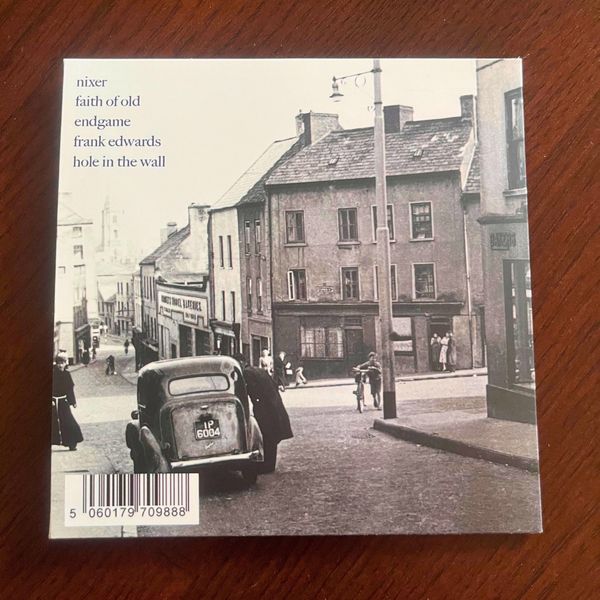 nixer
faith of old
endgame
frank edwards
hole in the wall
IP
6004
5 060179 709888